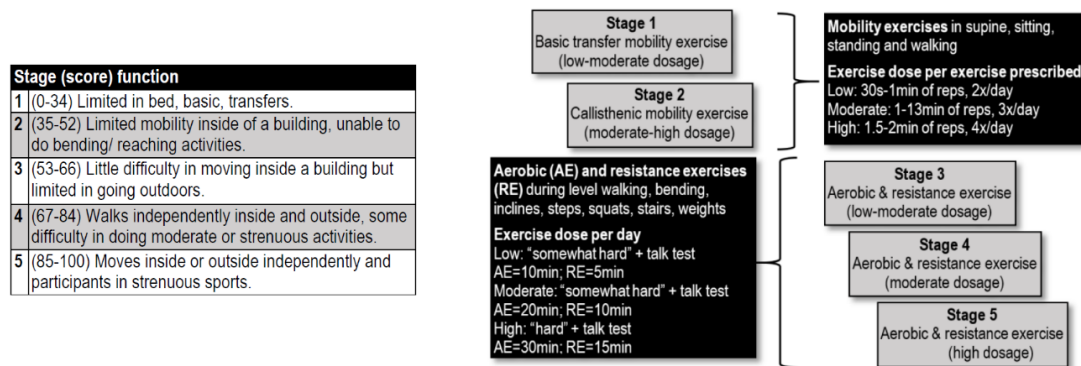 Stage (score) function
1 (0-34) Limited in bed, basic, transfers.
2 (35-52) Limited mobility inside of a building, unable to
do bending/ reaching activities.
3 (53-66) Little difficulty in moving inside a building but
limited in going outdoors.
4 (67-84) Walks independently inside and outside, some
difficulty in doing moderate or strenuous activities.
5 (85-100) Moves inside or outside independently and
participants in strenuous sports.
Stage 1
Basic transfer mobility exercise
(low-moderate dosage)
Stage 2
Callisthenic mobility exercise
(moderate-high dosage)
Mobility exercises in supine, sitting,
standing and walking
Exercise dose per exercise prescribed
Low: 30s-1min of reps, 2x/day
Moderate: 1-13min of reps, 3x/day
High: 1.5-2min of reps, 4x/day
Aerobic (AE) and resistance exercises
(RE) during level walking, bending,
inclines, steps, squats, stairs, weights
Exercise dose per day
Low: “somewhat hard” + talk test
AE=10min; RE=5min
Moderate: “somewhat hard” + talk test
AE=20min; RE=10min
High: “hard” + talk test
AE=30min; RE=15min
Stage 3
Aerobic & resistance exercise
(low-moderate dosage)
Stage 4
Aerobic & resistance exercise
(moderate dosage)
Stage 5
Aerobic & resistance exercise
(high dosage)